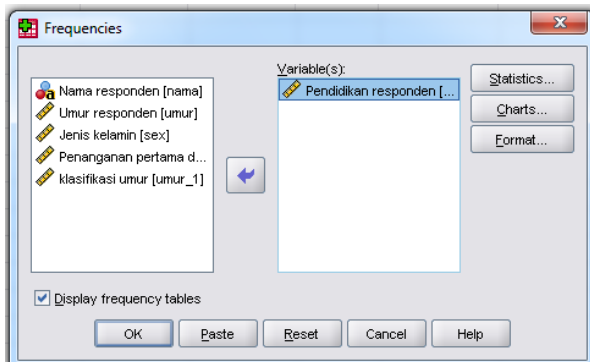 Frequencies
Nama responden [nama]
Umur responden [umur]
Jenis kelamin [sex]
Penanganan pertama d...
klasifikasi umur [umur_1]
Variable(s):
Pendidikan responden [...
Statistics...
Charts...
Format...
Display frequency tables
OK
Paste
Reset
Cancel
Help